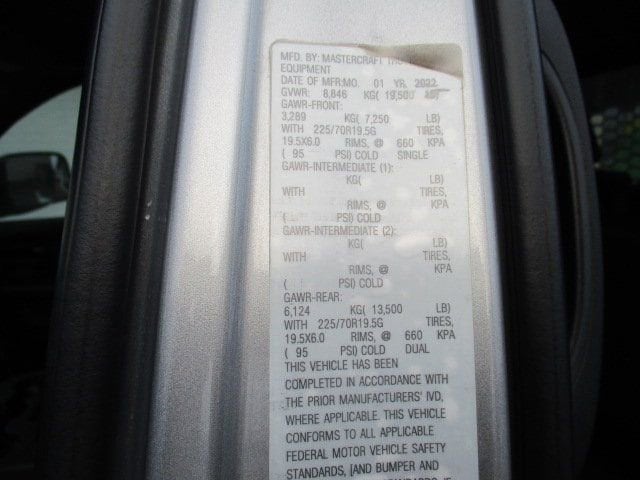 MFD. BY: MASTERCRAFT
EQUIPMENT
DATE OF MFR:MO. 01 YR. 2022
GVWR: 8,846 KG( 19,500 LB)
GAWR-FRONT:
3,289 KG( 7,250 LB)
WITH 225/70R19.5G TIRES,
19.5X6.0 RIMS, @ 660 KPA
( 95 PSI) COLD SINGLE
GAWR-INTERMEDIATE (1):
KG( LB)
WITH TIRES,
RIMS, @ KPA
( PSI) COLD
GAWR-INTERMEDIATE (2):
KG( LB)
WITH TIRES,
RIMS, @ KPA
( PSI) COLD
GAWR-REAR:
6,124 KG( 13,500 LB)
WITH 225/70R19.5G TIRES,
19.5X6.0 RIMS, @ 660 KPA
( 95 PSI) COLD DUAL
THIS VEHICLE HAS BEEN
COMPLETED IN ACCORDANCE WITH
THE PRIOR MANUFACTURERS' IVD,
WHERE APPLICABLE. THIS VEHICLE
CONFORMS TO ALL APPLICABLE
FEDERAL MOTOR VEHICLE SAFETY
STANDARDS, [AND BUMPER AND